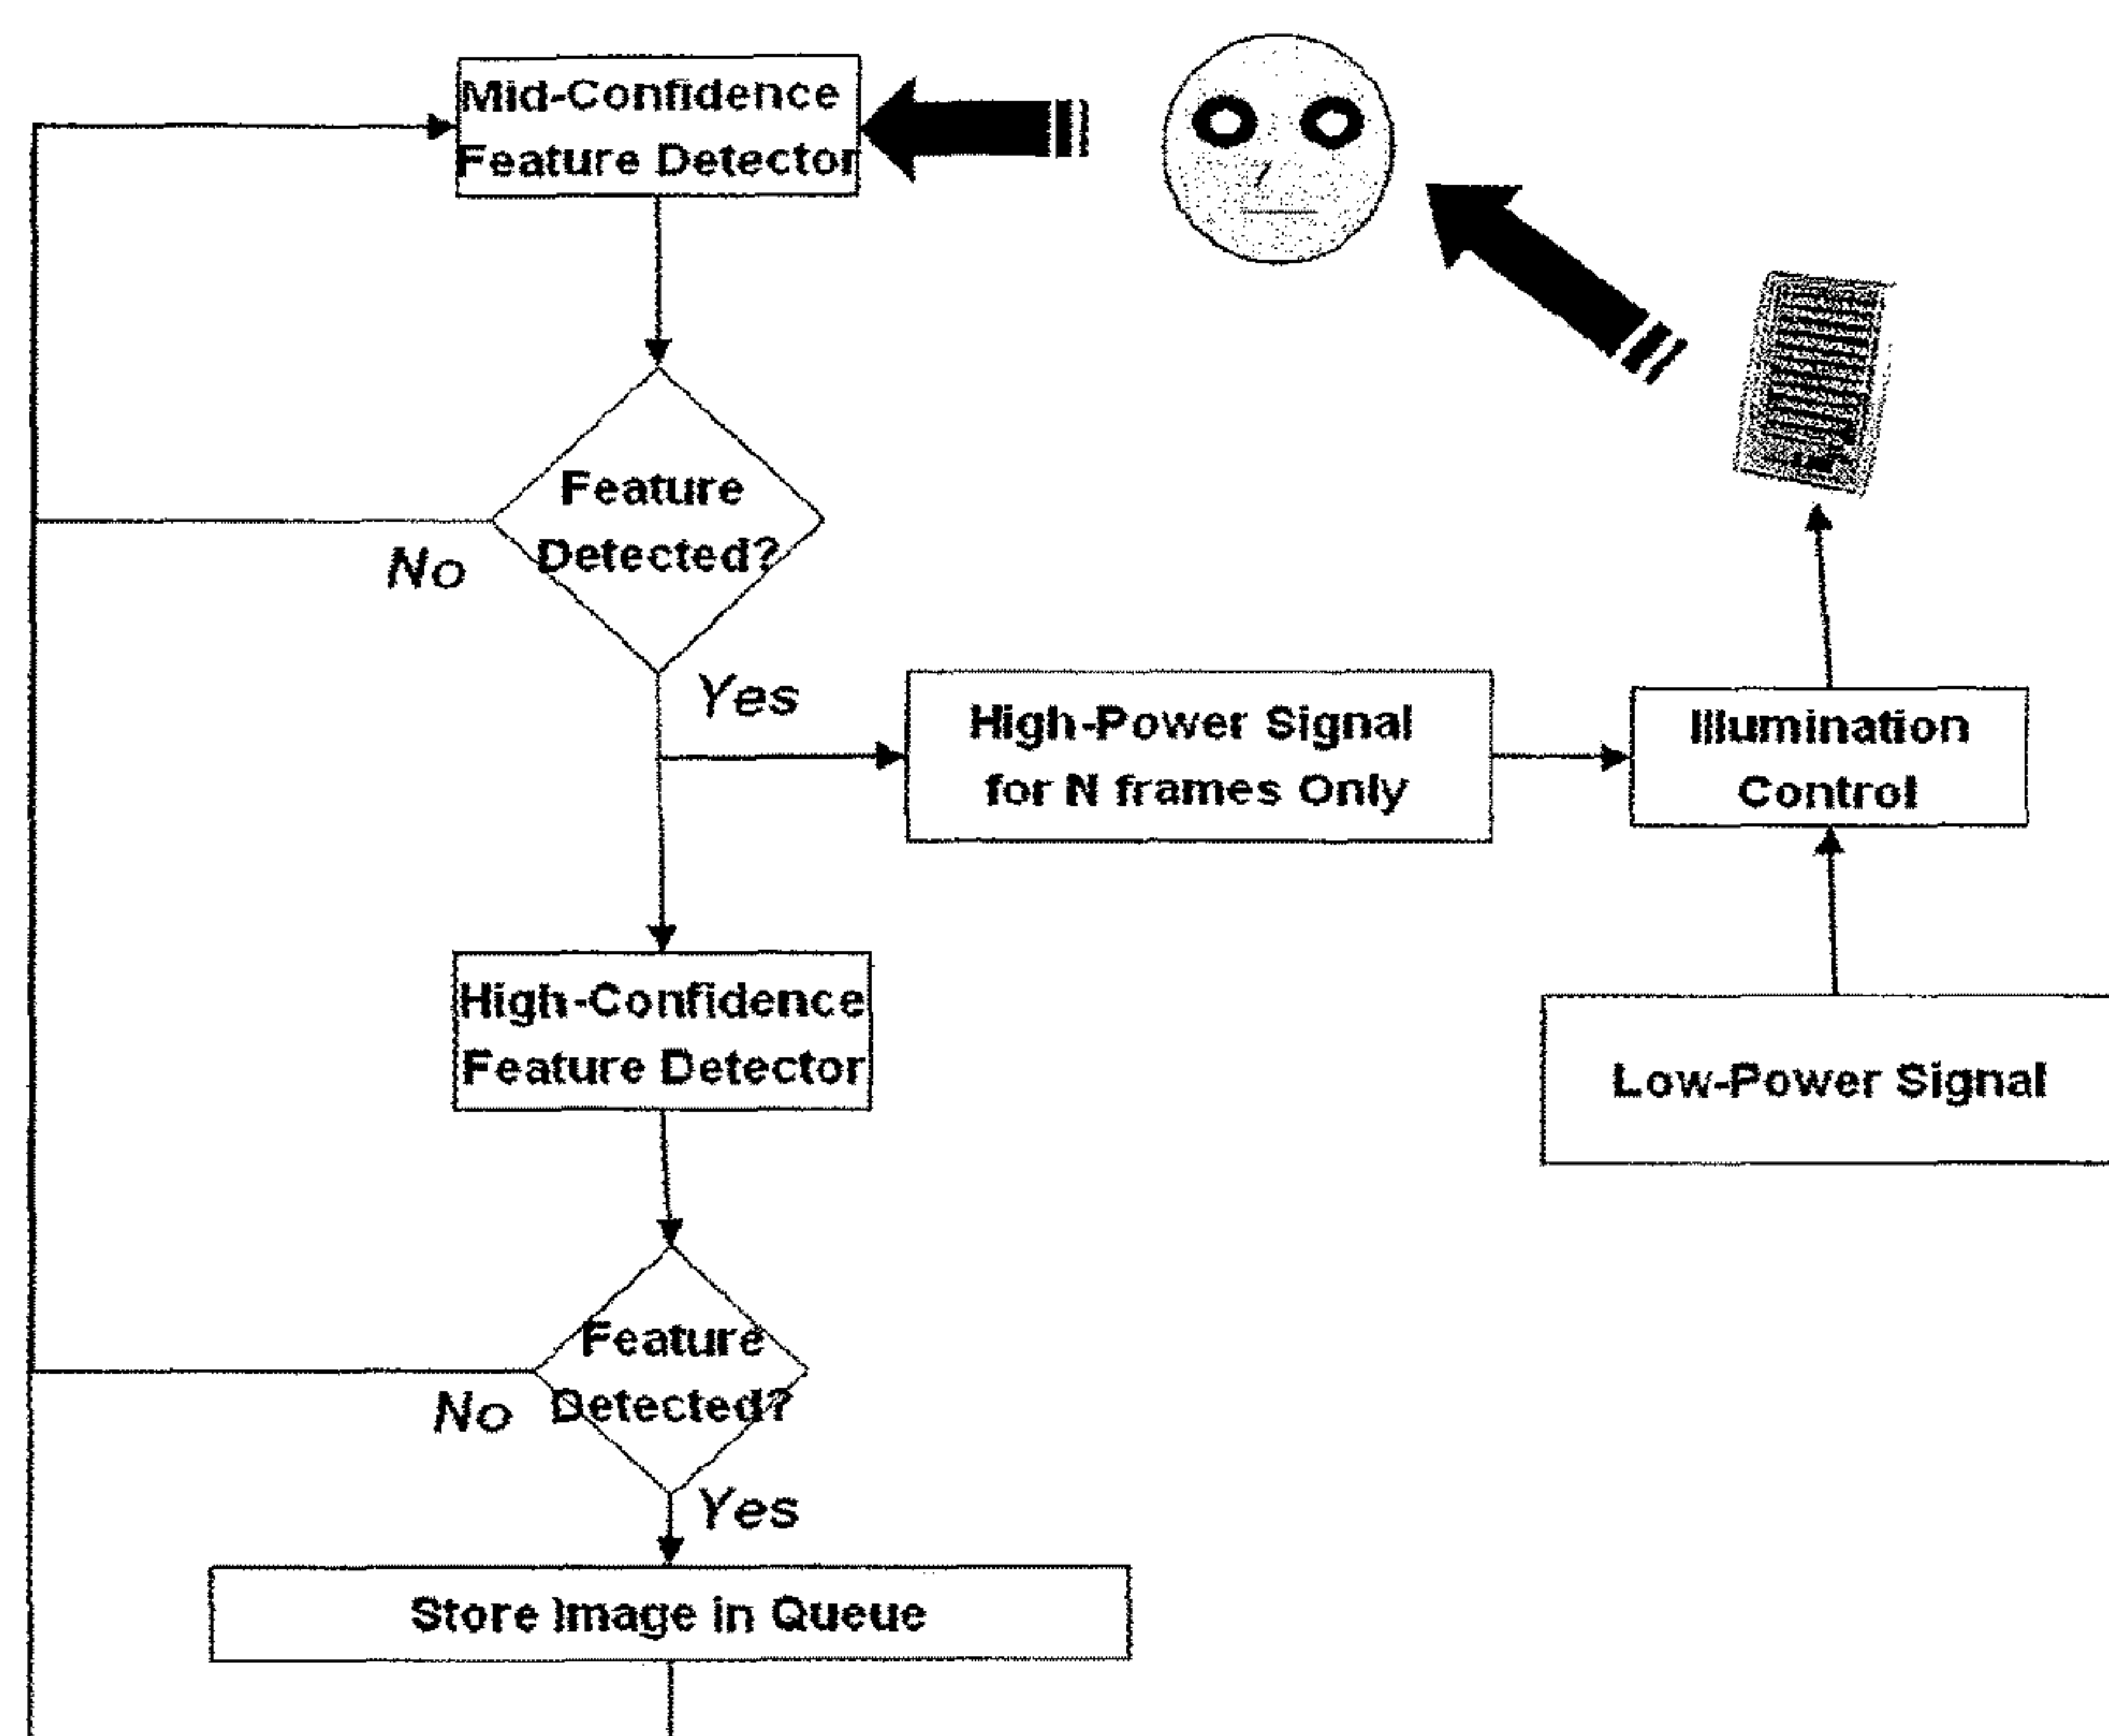 Mid-Confidence
Feature Detector
Feature
Detected?
No
Yes
High-Power Signal
for N frames Only
Illumination
Control
High-Confidence
Feature Detector
Low-Power Signal
Feature
Detected?
No
Yes
Store Image in Queue